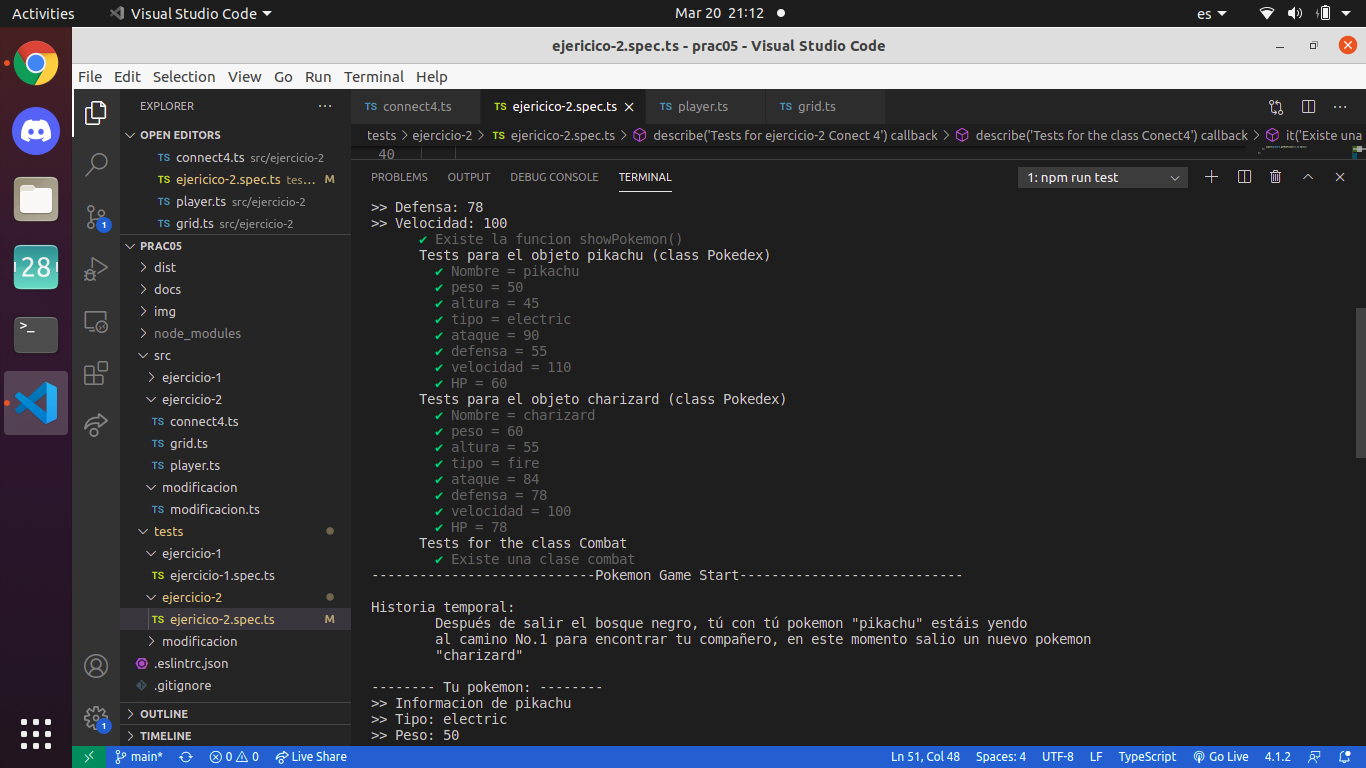 Activities
Visual Studio Code
Mar 20 21:12
es
ejericico-2.spec.ts - prac05 - Visual Studio Code
File Edit Selection View Go Run Terminal Help
EXPLORER
OPEN EDITORS
TS connect4.ts src/ejercicio-2
TS ejericico-2.spec.ts tes... M
TS player.ts src/ejercicio-2
TS grid.ts src/ejercicio-2
PRAC05
dist
docs
img
node_modules
src
ejercicio-1
ejercicio-2
TS connect4.ts
TS grid.ts
TS player.ts
modificacion
TS modificacion.ts
tests
ejercicio-1
TS ejercicio-1.spec.ts
ejercicio-2
TS ejericico-2.spec.ts M
modificacion
.eslintrc.json
.gitignore
OUTLINE
TIMELINE
28
>_
1
1
TS connect4.ts
TS ejericico-2.spec.ts
TS player.ts
TS grid.ts
tests > ejercicio-2 > TS ejericico-2.spec.ts > describe('Tests for ejercicio-2 Conect 4') callback > describe('Tests for the class Conect4') callback > it('Existe una
40
PROBLEMS OUTPUT DEBUG CONSOLE TERMINAL
1: npm run test
>> Defensa: 78
>> Velocidad: 100
✔ Existe la funcion showPokemon()
Tests para el objeto pikachu (class Pokedex)
✔ Nombre = pikachu
✔ peso = 50
✔ altura = 45
✔ tipo = electric
✔ ataque = 90
✔ defensa = 55
✔ velocidad = 110
✔ HP = 60
Tests para el objeto charizard (class Pokedex)
✔ Nombre = charizard
✔ peso = 60
✔ altura = 55
✔ tipo = fire
✔ ataque = 84
✔ defensa = 78
✔ velocidad = 100
✔ HP = 78
Tests for the class Combat
✔ Existe una clase combat
----------------------------Pokemon Game Start----------------------------
Historia temporal:
Después de salir el bosque negro, tú con tú pokemon "pikachu" estáis yendo
al camino No.1 para encontrar tu compañero, en este momento salio un nuevo pokemon
"charizard"
-------- Tu pokemon: --------
>> Informacion de pikachu
>> Tipo: electric
>> Peso: 50
main* 0 0 Live Share
Ln 51, Col 48 Spaces: 4 UTF-8 LF TypeScript Go Live 4.1.2